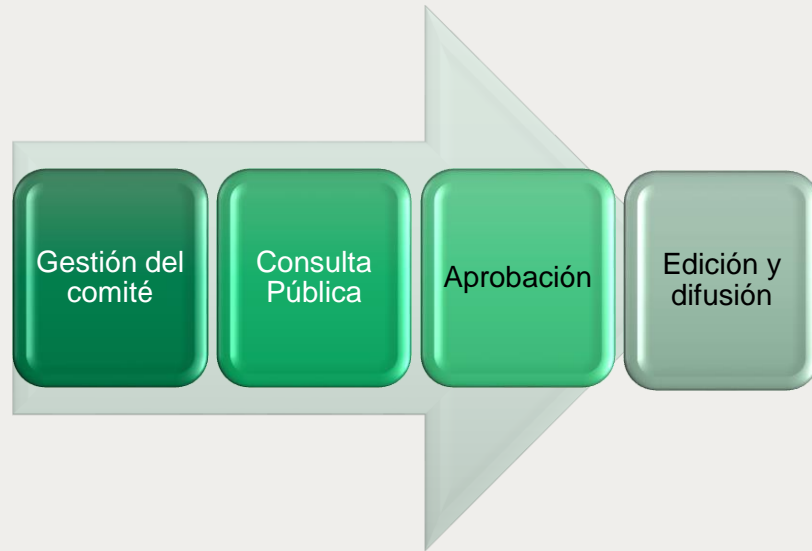 Gestión del
comité
Consulta
Pública
Aprobación
Edición y
difusión